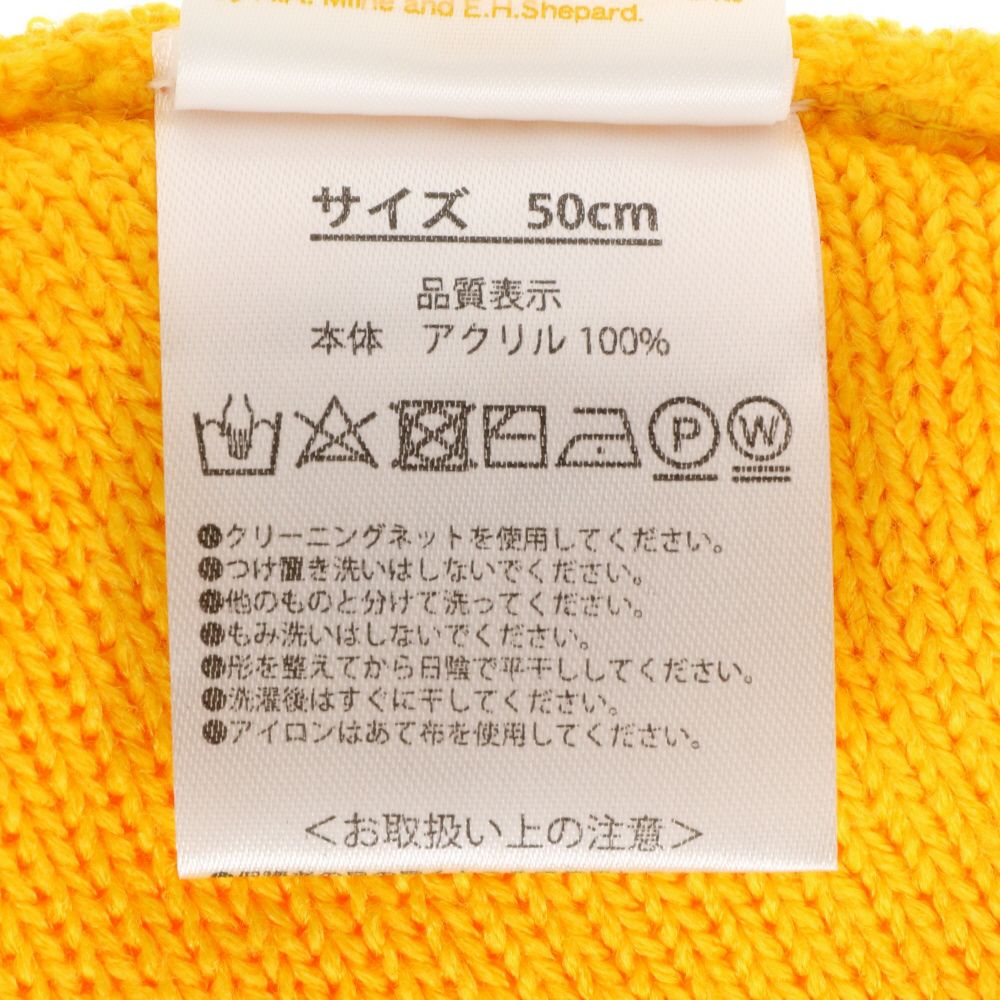 by A.A. Milne and E.H.Shepard.
サイズ 50cm
品質表示
本体 アクリル 100%
P W
●クリーニングネットを使用してください。
●つけ置き洗いはしないでください。
●他のものと分けて洗ってください。
●もみ洗いはしないでください。
●形を整えてから日陰で平干ししてください。
●洗濯後はすぐに干してください。
●アイロンはあて布を使用してください。
＜お取扱い上の注意＞